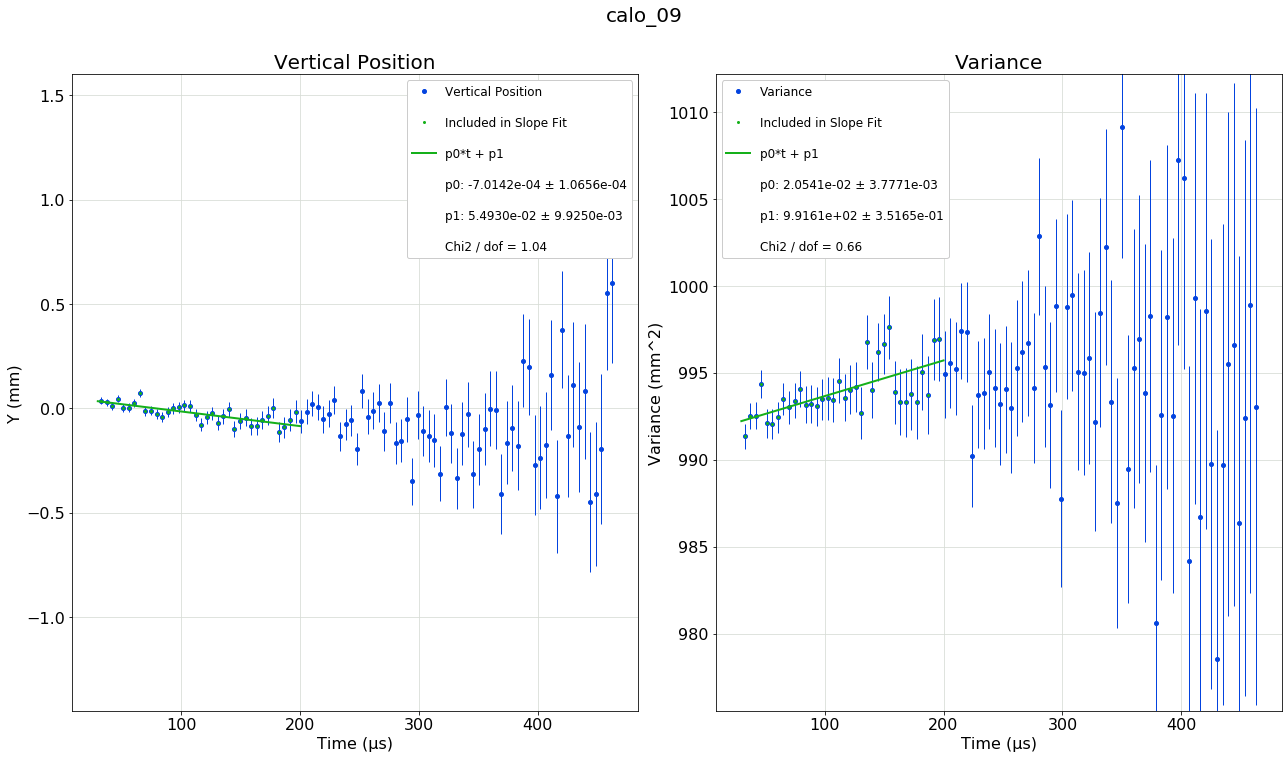 calo_09
Vertical Position
1.5
1.0
0.5
0.0
−0.5
−1.0
Y (mm)
100
200
300
400
Time (μs)
Vertical Position
Included in Slope Fit
p0*t + p1
p0: -7.0142e-04 ± 1.0656e-04
p1: 5.4930e-02 ± 9.9250e-03
Chi2 / dof = 1.04
Variance
1010
1005
1000
995
990
985
980
Variance (mm^2)
100
200
300
400
Time (μs)
Variance
Included in Slope Fit
p0*t + p1
p0: 2.0541e-02 ± 3.7771e-03
p1: 9.9161e+02 ± 3.5165e-01
Chi2 / dof = 0.66